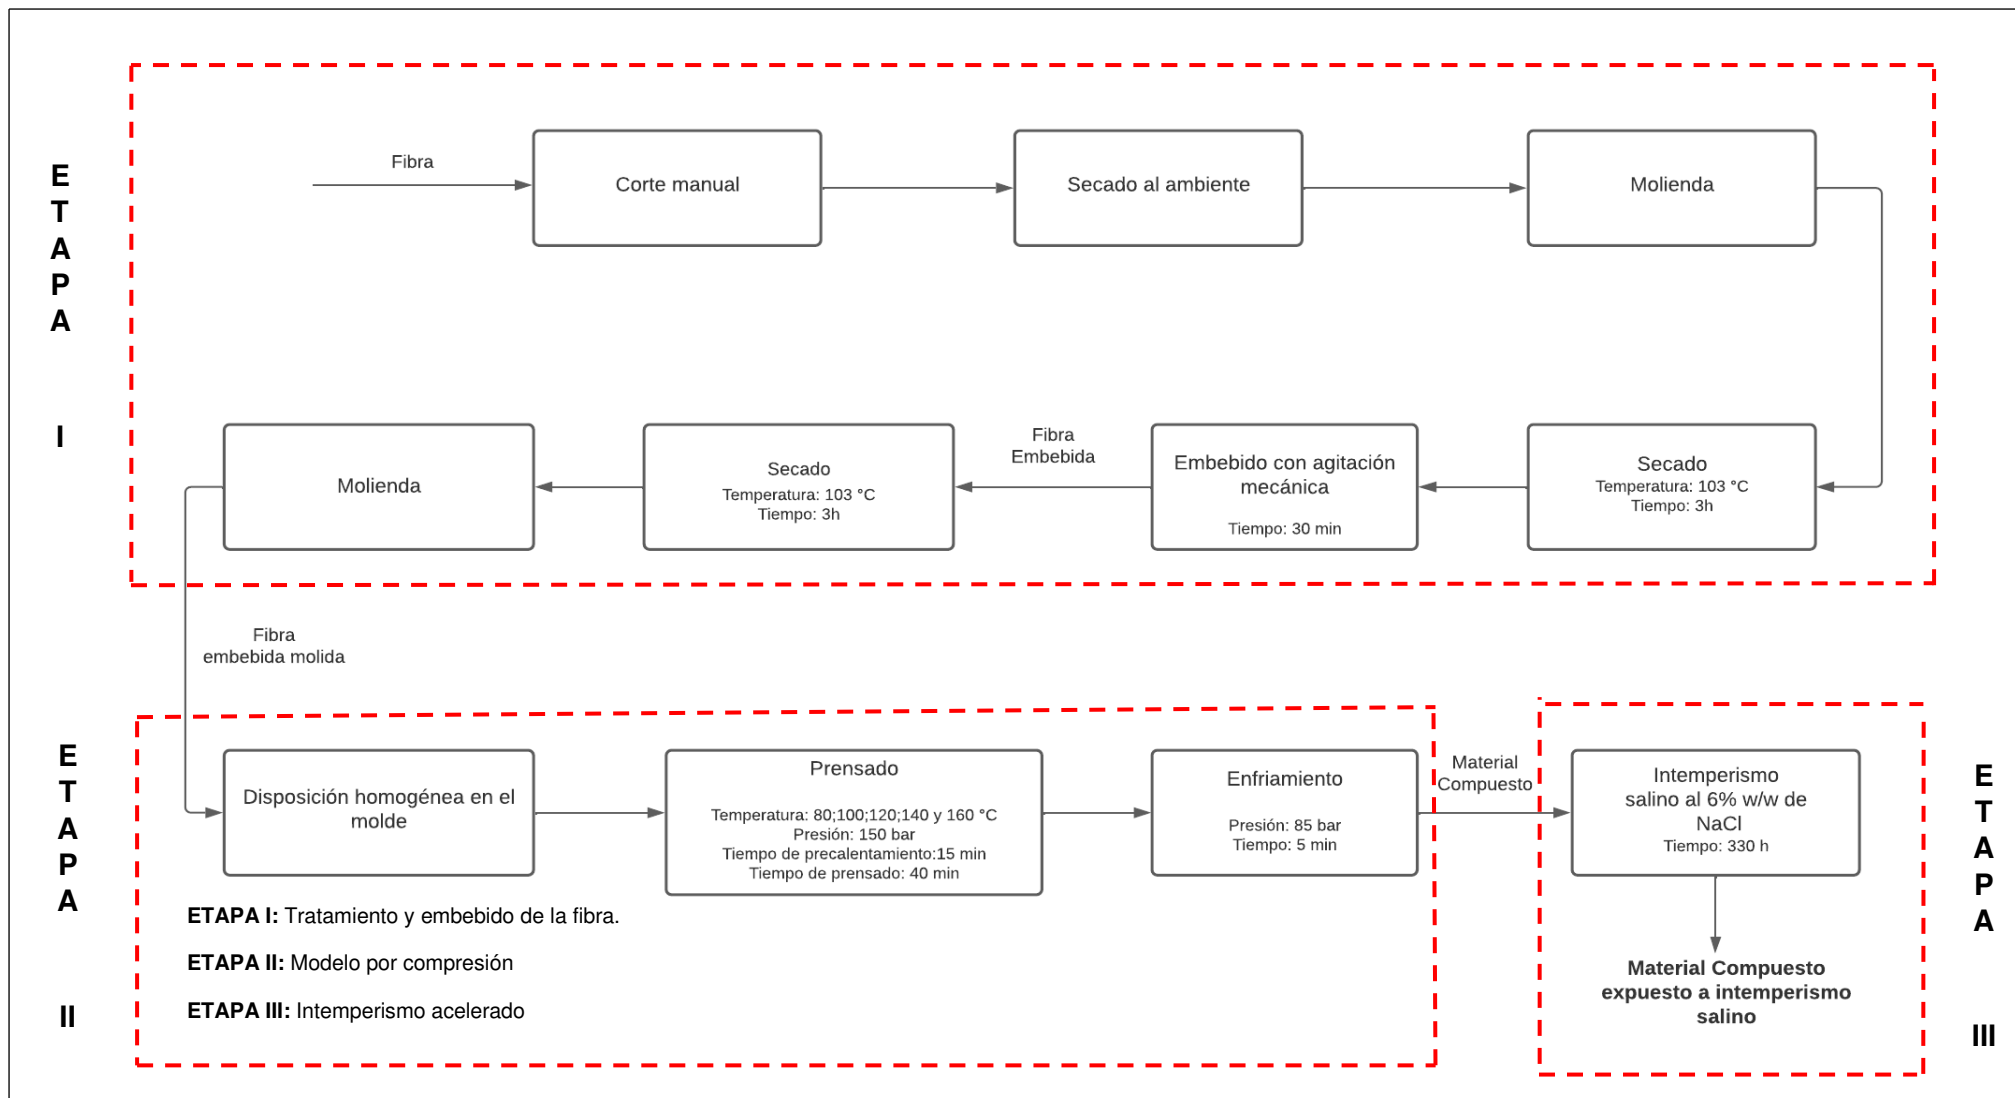 ETAPA
I
Fibra
Corte manual
Secado al ambiente
Molienda
Secado
Temperatura: 103 °C
Tiempo: 3h
Embebido con agitación
mecánica
Tiempo: 30 min
Fibra
Embebida
Secado
Temperatura: 103 °C
Tiempo: 3h
Molienda
Fibra
embebida molida
ETAPA
II
Disposición homogénea en el
molde
Prensado
Temperatura: 80;100;120;140 y 160 °C
Presión: 150 bar
Tiempo de precalentamiento:15 min
Tiempo de prensado: 40 min
Enfriamiento
Presión: 85 bar
Tiempo: 5 min
Material
Compuesto
Intemperismo
salino al 6% w/w de
NaCl
Tiempo: 330 h
Material Compuesto
expuesto a intemperismo
salino
ETAPA
III
ETAPA I: Tratamiento y embebido de la fibra.
ETAPA II: Modelo por compresión
ETAPA III: Intemperismo acelerado